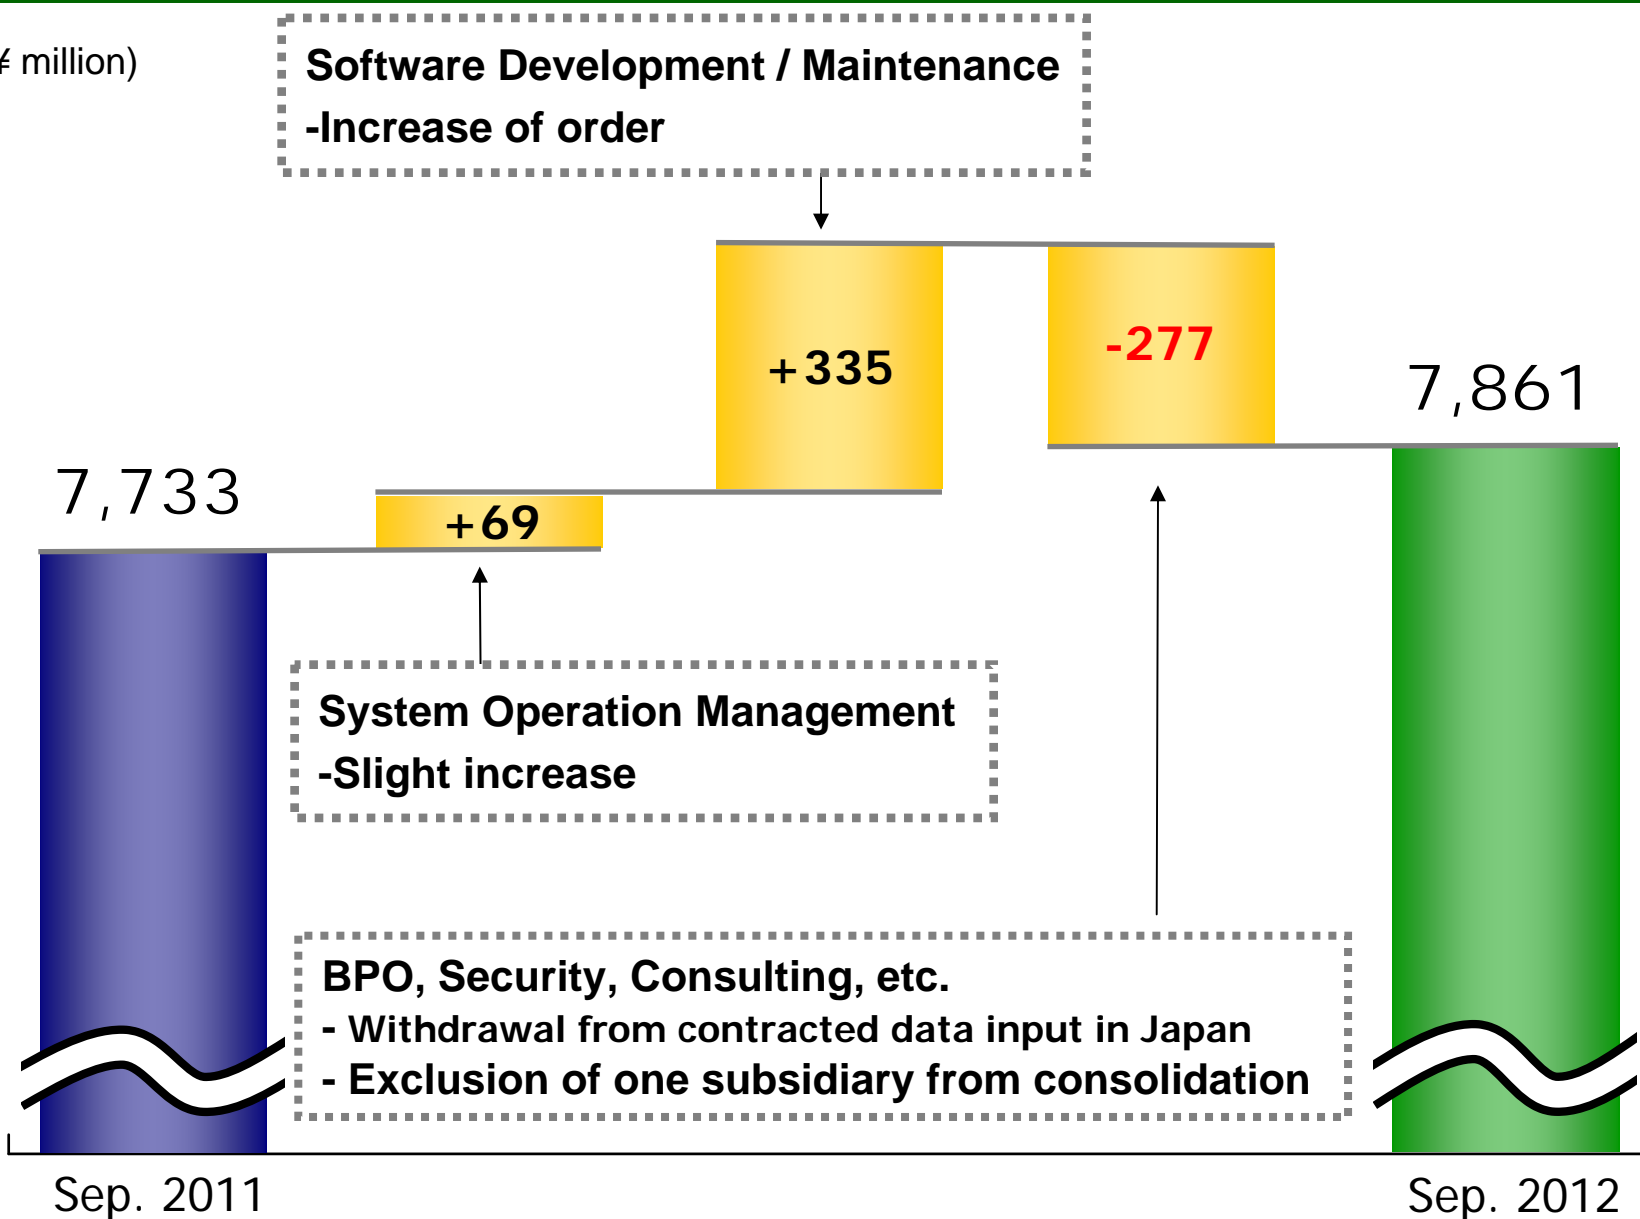 ¥ million)
Software Development / Maintenance
-Increase of order
+335
-277
7,861
7,733
+69
System Operation Management
-Slight increase
BPO, Security, Consulting, etc.
- Withdrawal from contracted data input in Japan
- Exclusion of one subsidiary from consolidation
Sep. 2011
Sep. 2012